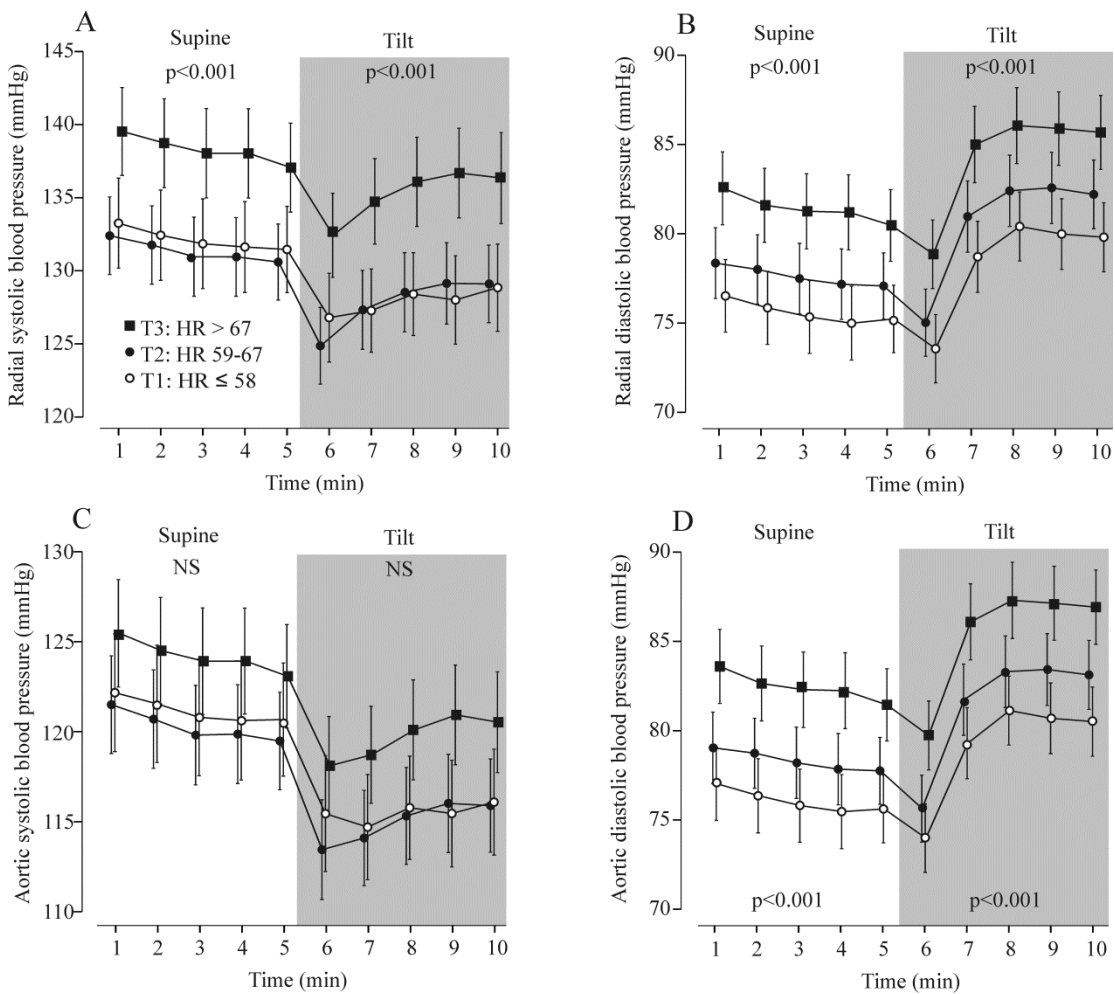 A
Supine
Tilt
p<0.001
p<0.001
Radial systolic blood pressure (mmHg)
145
140
135
130
125
120
■ T3: HR > 67
● T2: HR 59-67
○ T1: HR ≤ 58
1 2 3 4 5 6 7 8 9 10
Time (min)
B
Supine
Tilt
p<0.001
p<0.001
Radial diastolic blood pressure (mmHg)
90
85
80
75
70
1 2 3 4 5 6 7 8 9 10
Time (min)
C
Supine
Tilt
NS
NS
Aortic systolic blood pressure (mmHg)
130
125
120
115
110
1 2 3 4 5 6 7 8 9 10
Time (min)
D
Supine
Tilt
Aortic diastolic blood pressure (mmHg)
90
85
80
75
70
p<0.001
p<0.001
1 2 3 4 5 6 7 8 9 10
Time (min)